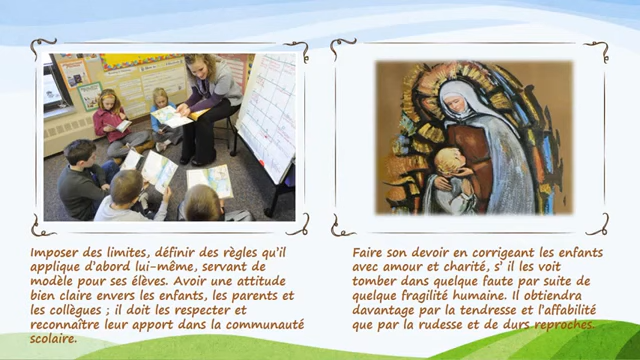 Imposer des limites, définir des règles qu'il
applique d'abord lui-même, servant de
modèle pour ses élèves. Avoir une attitude
bien claire envers les enfants, les parents et
les collègues ; il doit les respecter et
reconnaître leur apport dans la communauté
scolaire.
Faire son devoir en corrigeant les enfants
avec amour et charité, s' il les voit
tomber dans quelque faute par suite de
quelque fragilité humaine. Il obtiendra
davantage par la tendresse et l'affabilité
que par la rudesse et de durs reproches.